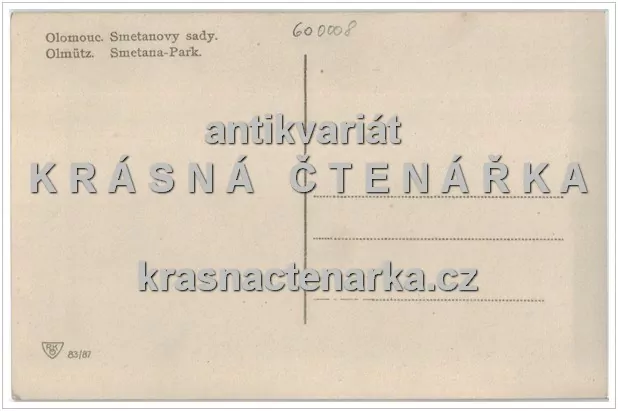 Olomouc. Smetanovy sady.
Olmütz. Smetana-Park.
600008
antikvariát
KRÁSNÁ ČTENÁŘKA
krasnactenarka.cz
83/87